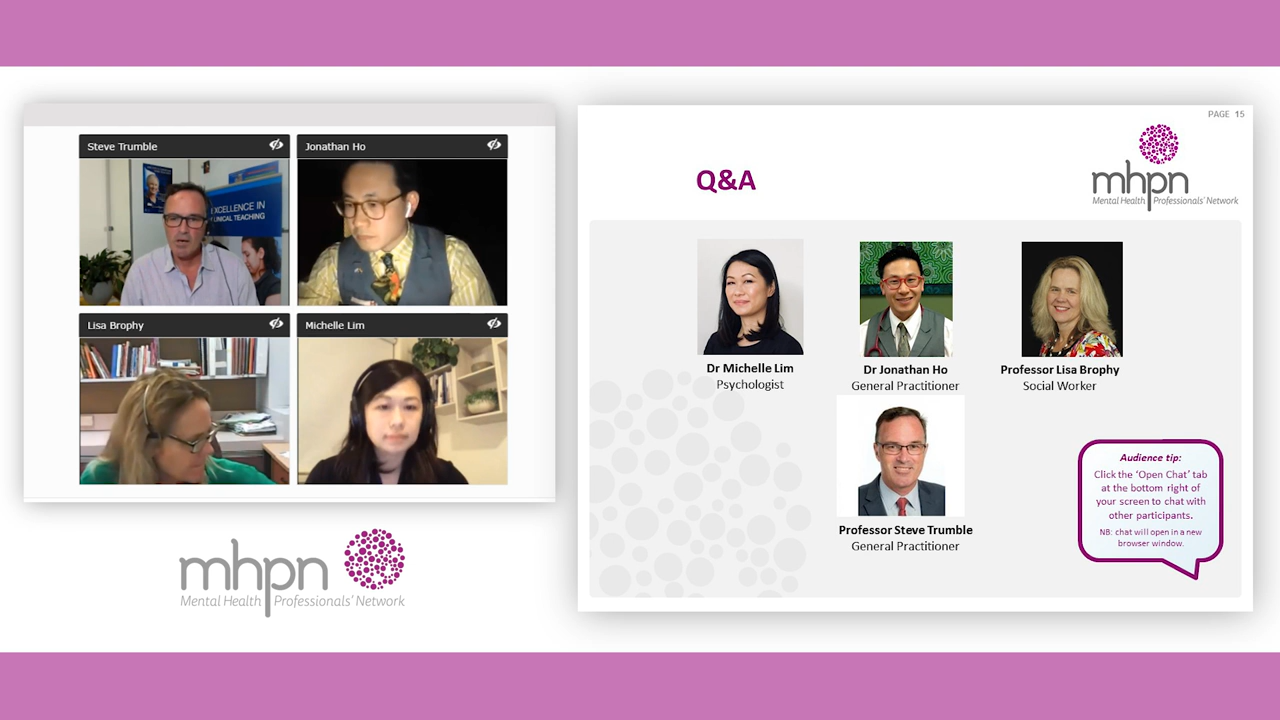 Steve Trumble
Jonathan Ho
EXCELLENCE IN
CLINICAL TEACHING
Lisa Brophy
Michelle Lim
mhpn
Mental Health Professionals' Network
PAGE 15
Q&A
mhpn
Mental Health Professionals' Network
Dr Michelle Lim
Psychologist
Dr Jonathan Ho
General Practitioner
Professor Lisa Brophy
Social Worker
Professor Steve Trumble
General Practitioner
Audience tip:
Click the 'Open Chat' tab
at the bottom right of
your screen to chat with
other participants.
NB: chat will open in a new
browser window.